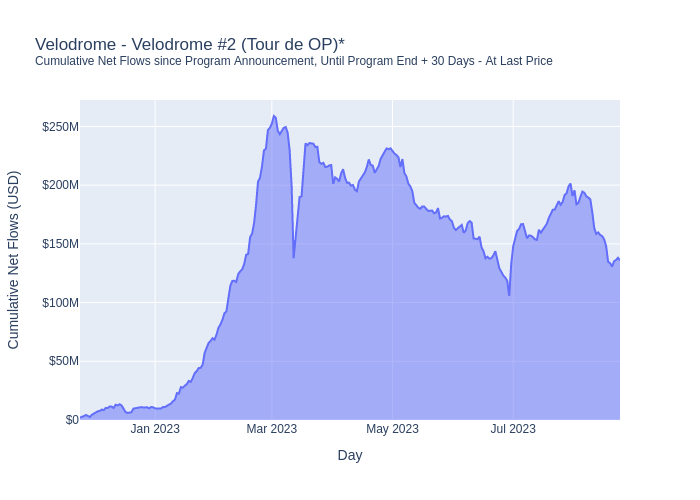 Velodrome - Velodrome #2 (Tour de OP)*
Cumulative Net Flows since Program Announcement, Until Program End + 30 Days - At Last Price
Cumulative Net Flows (USD)
$250M
$200M
$150M
$100M
$50M
$0
Jan 2023
Mar 2023
May 2023
Jul 2023
Day